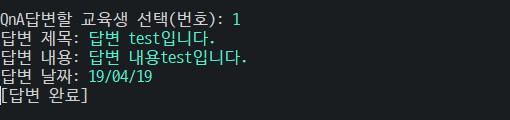 QnA답변할 교육생 선택(번호): 1
답변 제목: 답변 test입니다.
답변 내용: 답변 내용test입니다.
답변 날짜: 19/04/19
[답변 완료]